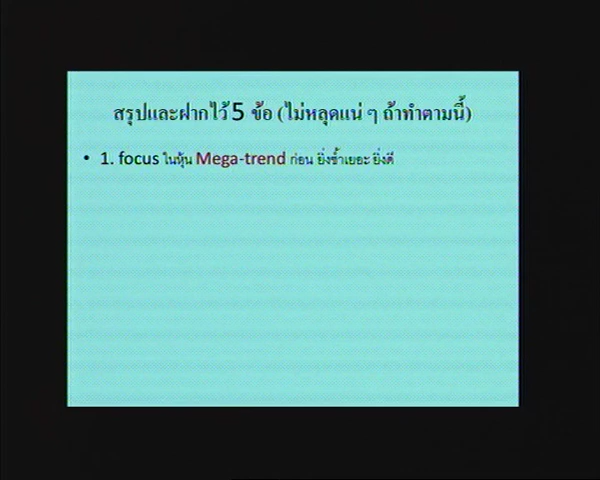 สรุปและฝากไว้ 5 ข้อ (ไม่หลุดแน่ ๆ ถ้าทำตามนี้)
• 1. focus ในหุ้น Mega-trend ก่อน ยิ่งซ้ำเยอะ ยิ่งดี